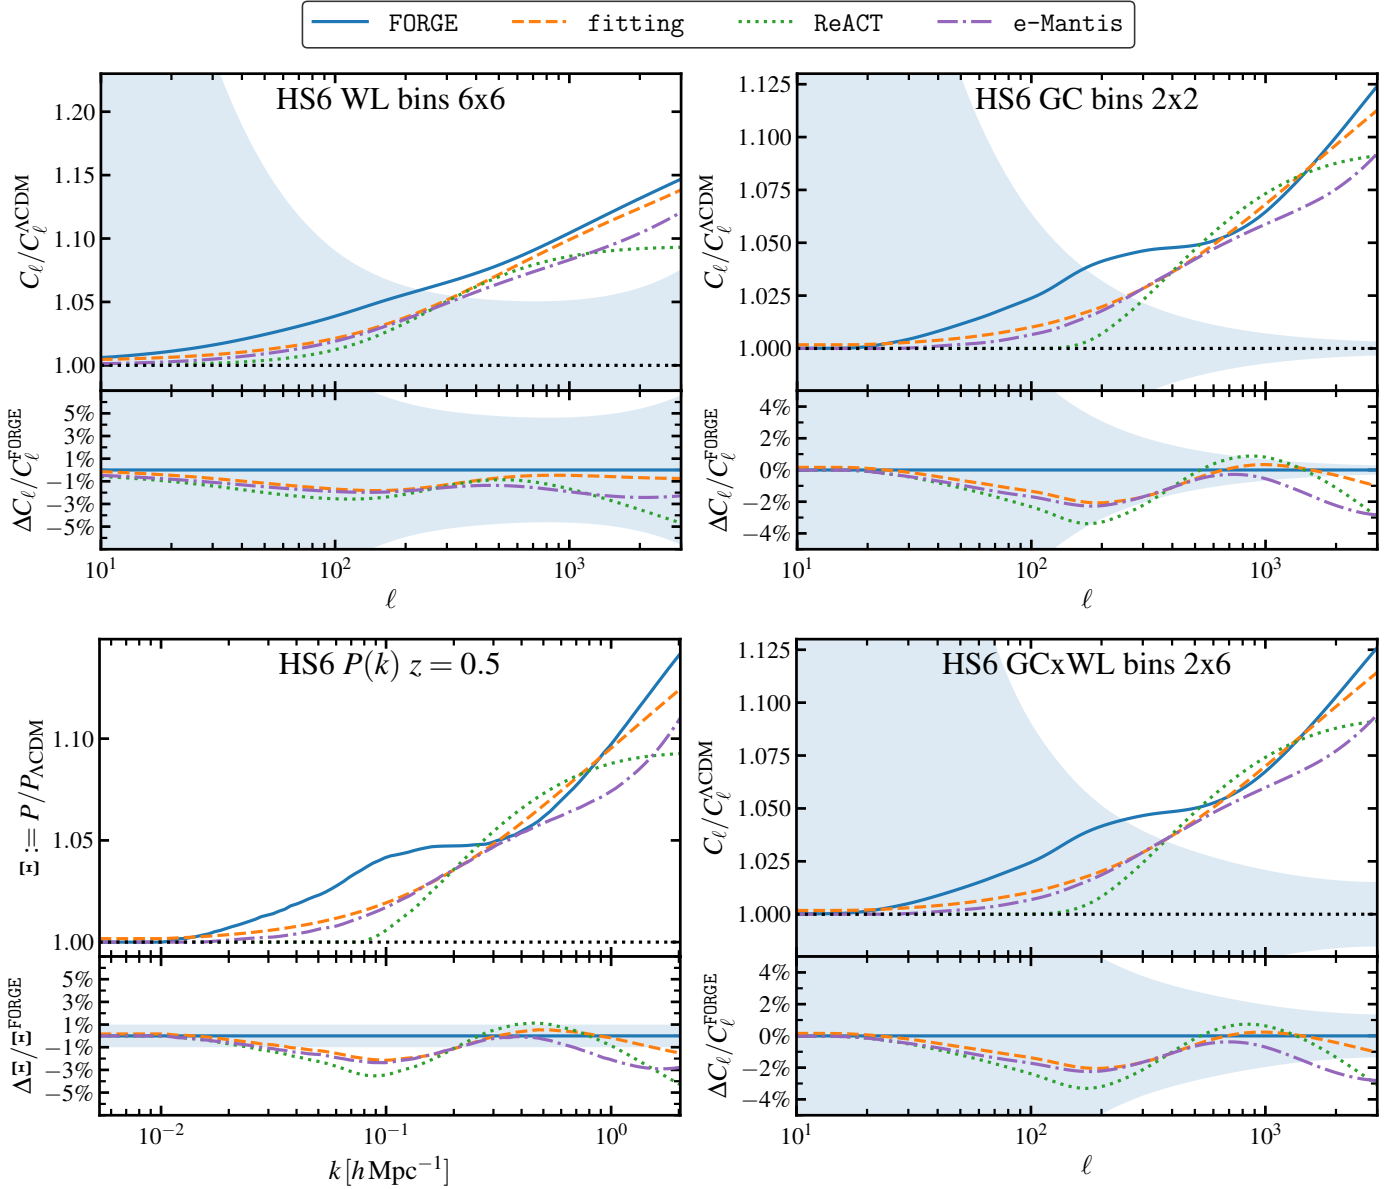 FORGE fitting ReACT e-Mantis
HS6 WL bins 6x6
1.20
1.15
1.10
1.05
1.00
C_ℓ/C_ℓ^ΛCDM
5%
3%
1%
−1%
−3%
−5%
ΔC_ℓ/C_ℓ^FORGE
10^1 10^2 10^3
ℓ
HS6 GC bins 2x2
1.125
1.100
1.075
1.050
1.025
1.000
C_ℓ/C_ℓ^ΛCDM
4%
2%
0%
−2%
−4%
ΔC_ℓ/C_ℓ^FORGE
10^1 10^2 10^3
ℓ
HS6 P(k) z = 0.5
1.10
1.05
1.00
Ξ := P/P_ΛCDM
5%
3%
1%
−1%
−3%
−5%
ΔΞ/Ξ^FORGE
10^−2 10^−1 10^0
k [h Mpc^−1]
HS6 GCxWL bins 2x6
1.125
1.100
1.075
1.050
1.025
1.000
C_ℓ/C_ℓ^ΛCDM
4%
2%
0%
−2%
−4%
ΔC_ℓ/C_ℓ^FORGE
10^1 10^2 10^3
ℓ